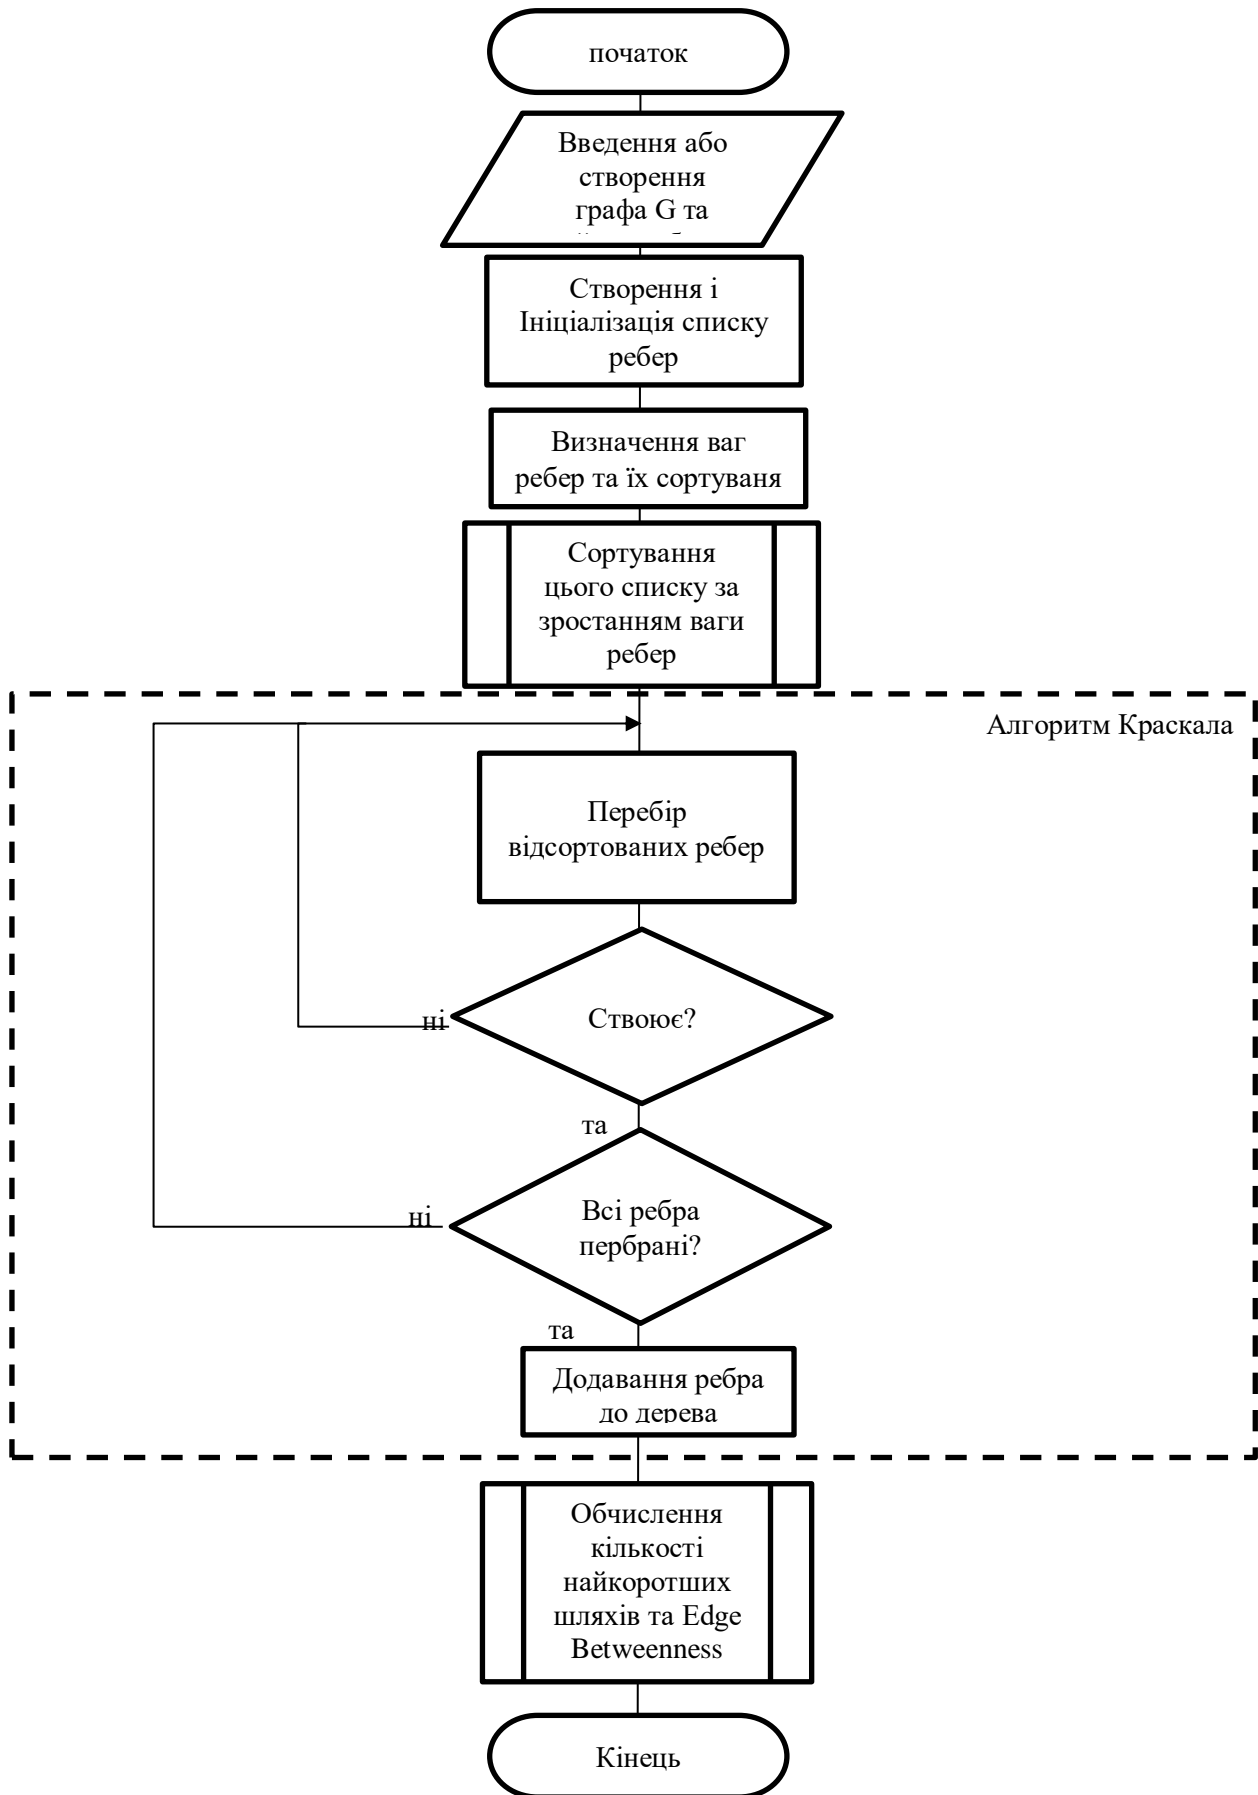 початок
Введення або
створення
графа G та
Створення і
Ініціалізація списку
ребер
Визначення ваг
ребер та їх сортуваня
Сортування
цього списку за
зростанням ваги
ребер
Алгоритм Краскала
Перебір
відсортованих ребер
Ствоює?
ні
та
Всі ребра
пербрані?
ні
та
Додавання ребра
до дерева
Обчислення
кількості
найкоротших
шляхів та Edge
Betweenness
Кінець